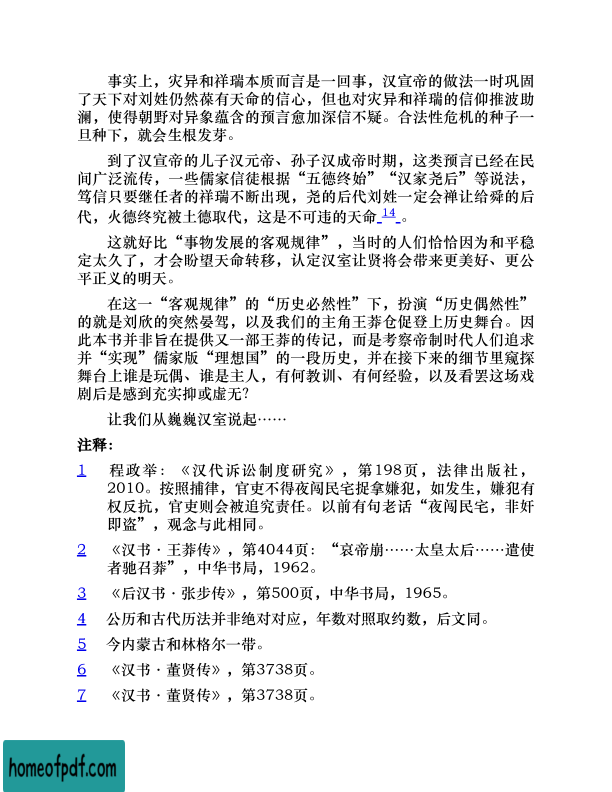 事实上，灾异和祥瑞本质而言是一回事，汉宣帝的做法一时巩固
了天下对刘姓仍然葆有天命的信心，但也对灾异和祥瑞的信仰推波助
澜，使得朝野对异象蕴含的预言愈加深信不疑。合法性危机的种子一
旦种下，就会生根发芽。
到了汉宣帝的儿子汉元帝、孙子汉成帝时期，这类预言已经在民
间广泛流传，一些儒家信徒根据“五德终始”“汉家尧后”等说法，
笃信只要继任者的祥瑞不断出现，尧的后代刘姓一定会禅让给舜的后
代，火德终究被土德取代，这是不可违的天命 14 。
这就好比“事物发展的客观规律”，当时的人们恰恰因为和平稳
定太久了，才会盼望天命转移，认定汉室让贤将会带来更美好、更公
平正义的明天。
在这一“客观规律”的“历史必然性”下，扮演“历史偶然性”
的就是刘欣的突然晏驾，以及我们的主角王莽仓促登上历史舞台。因
此本书并非旨在提供又一部王莽的传记，而是考察帝制时代人们追求
并“实现”儒家版“理想国”的一段历史，并在接下来的细节里窥探
舞台上谁是玩偶、谁是主人，有何教训、有何经验，以及看罢这场戏
剧后是感到充实抑或虚无？
让我们从巍巍汉室说起……
注释：
1 程政举：《汉代诉讼制度研究》，第198页，法律出版社，
2010。按照捕律，官吏不得夜闯民宅捉拿嫌犯，如发生，嫌犯有
权反抗，官吏则会被追究责任。以前有句老话“夜闯民宅，非奸
即盗”，观念与此相同。
2 《汉书·王莽传》，第4044页：“哀帝崩……太皇太后……遣使
者驰召莽”，中华书局，1962。
3 《后汉书·张步传》，第500页，中华书局，1965。
4 公历和古代历法并非绝对对应，年数对照取约数，后文同。
5 今内蒙古和林格尔一带。
6 《汉书·董贤传》，第3738页。
7 《汉书·董贤传》，第3738页。
homeofpdf.com